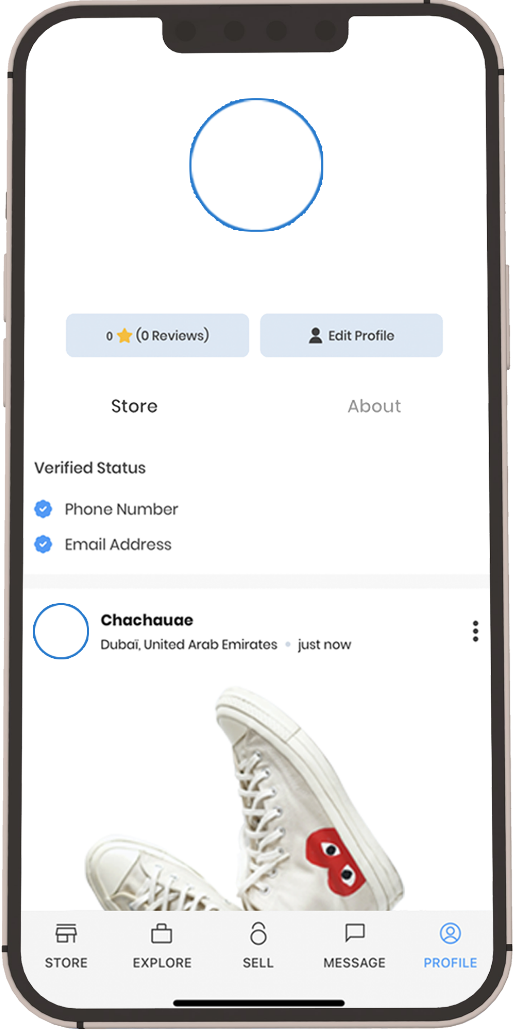 0 ⭐ (0 Reviews)
Edit Profile
Store
About
Verified Status
Phone Number
Email Address
Chachauae
Dubaï, United Arab Emirates • just now
STORE
EXPLORE
SELL
MESSAGE
PROFILE